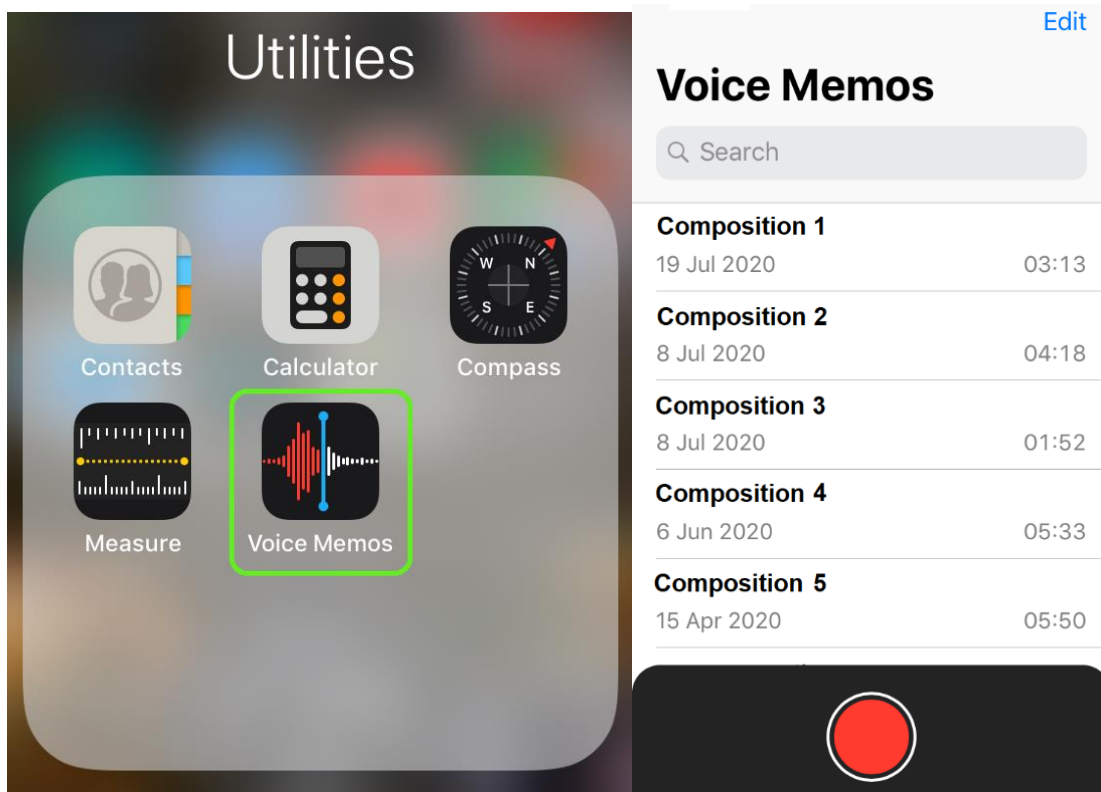 Utilities
W N
S E
Contacts Calculator Compass
Measure Voice Memos
Edit
Voice Memos
Search
Composition 1
19 Jul 2020 03:13
Composition 2
8 Jul 2020 04:18
Composition 3
8 Jul 2020 01:52
Composition 4
6 Jun 2020 05:33
Composition 5
15 Apr 2020 05:50